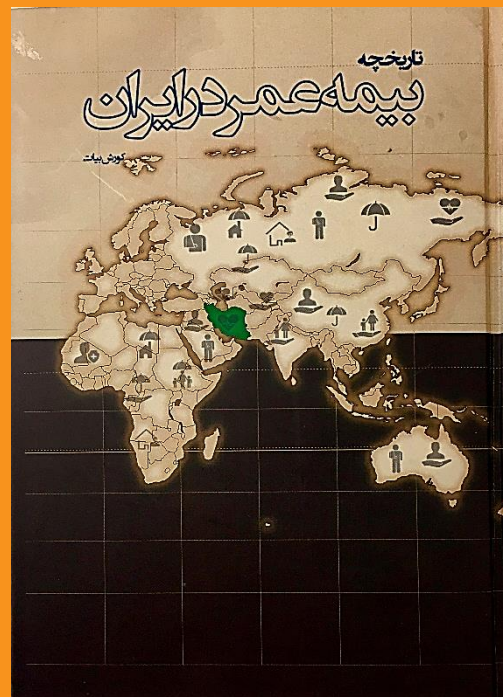 تاریخچه
بیمه عمر در ایران
کورش بیات